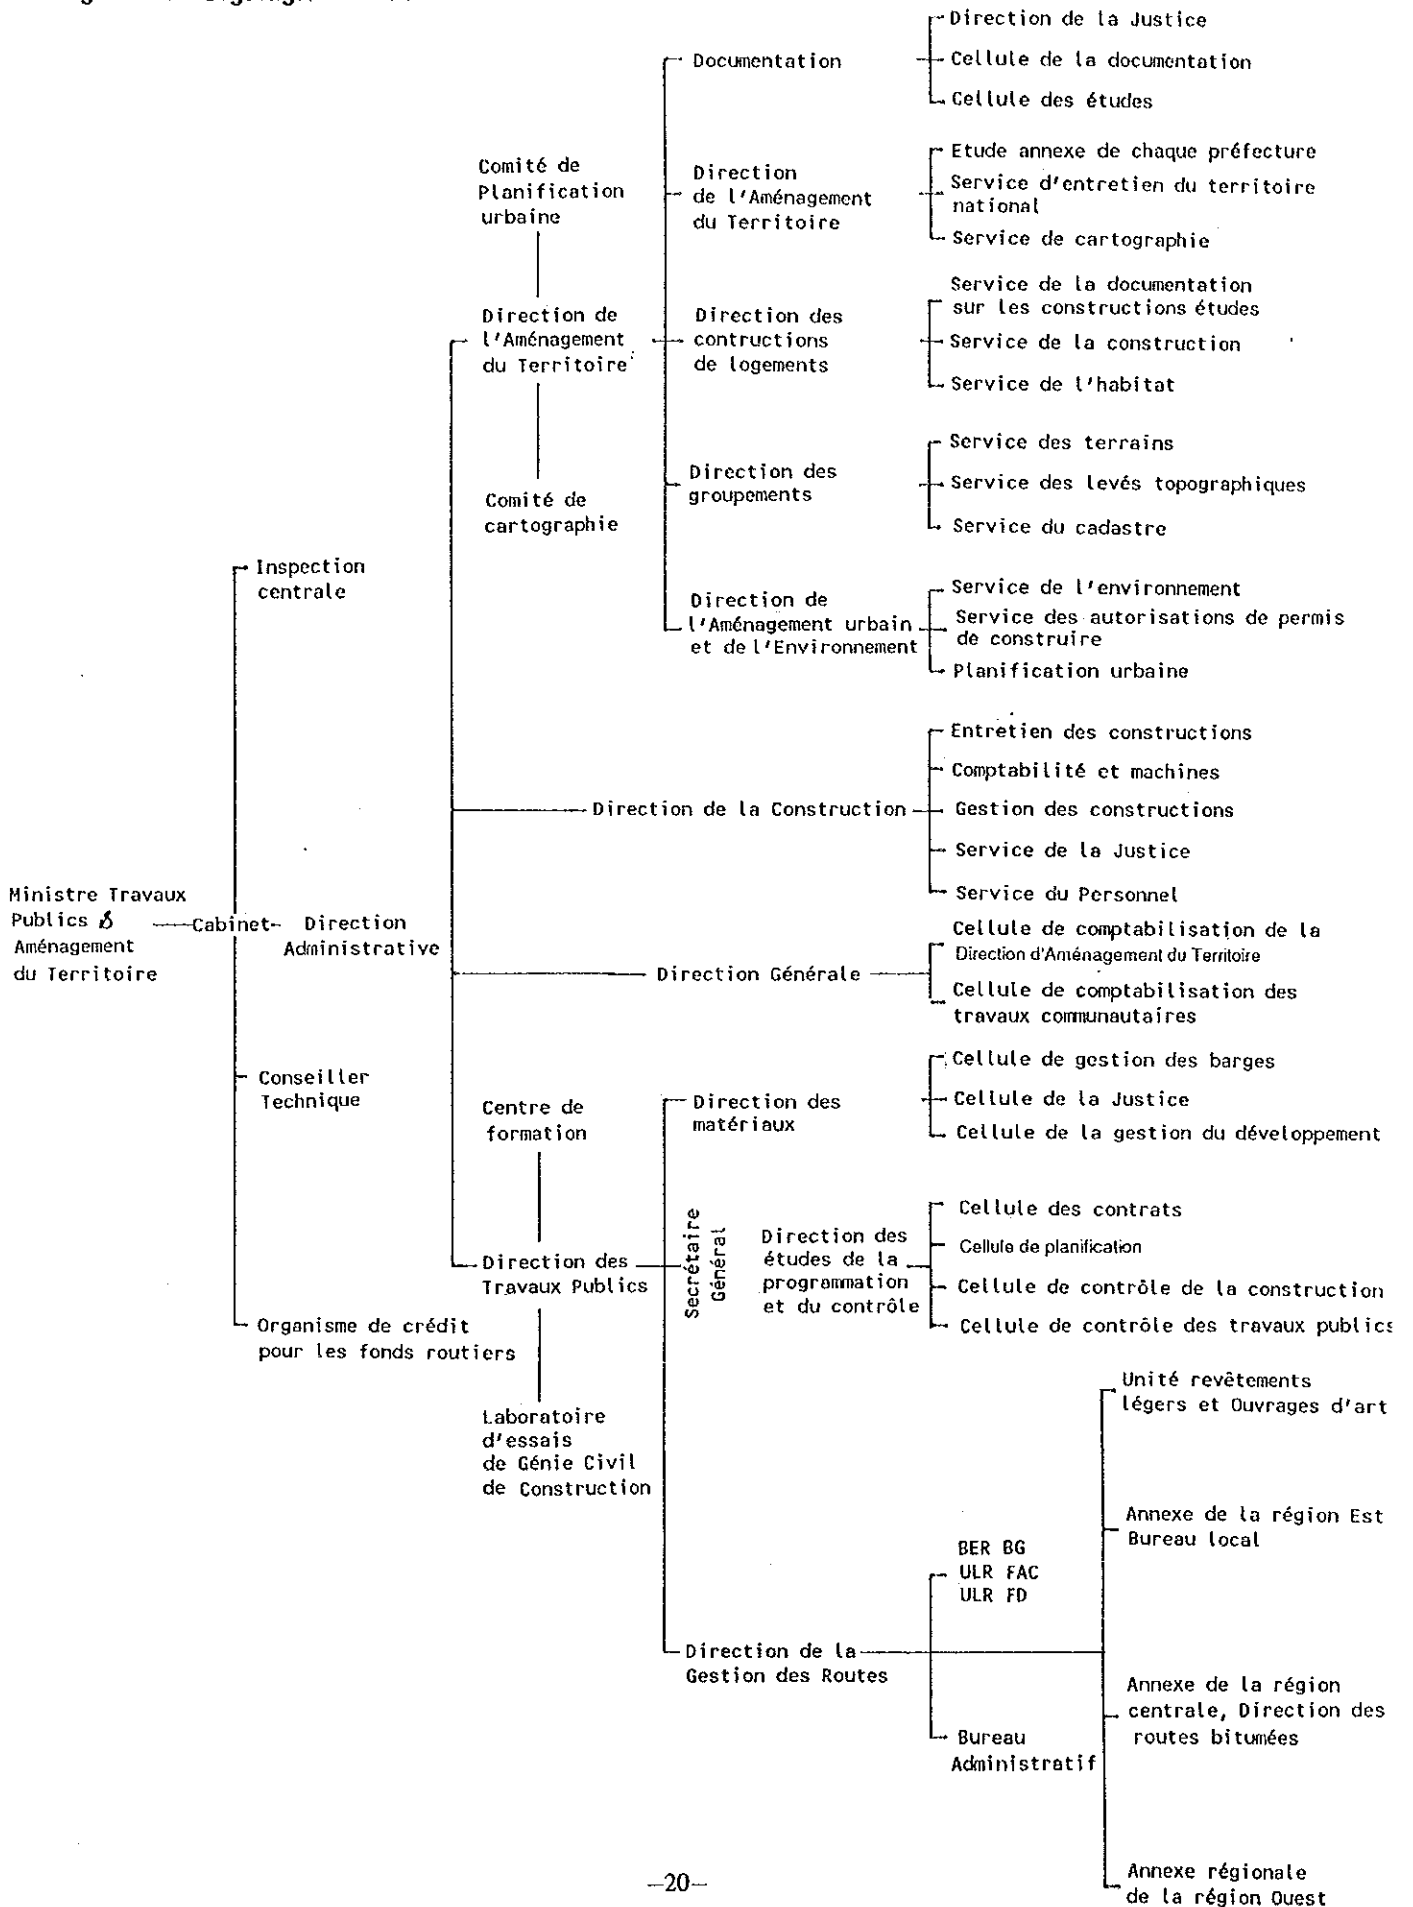 Direction de la Justice
Documentation
Cellule de la documentation
Cellule des études
Comité de
Planification
urbaine
Direction
de l'Aménagement
du Territoire
Etude annexe de chaque préfecture
Service d'entretien du territoire
national
Service de cartographie
Direction de
l'Aménagement
du Territoire
Direction des
contructions
de logements
Service de la documentation
sur les constructions études
Service de la construction
Service de l'habitat
Comité de
cartographie
Direction des
groupements
Service des terrains
Service des levés topographiques
Service du cadastre
Inspection
centrale
Direction de
l'Aménagement urbain
et de l'Environnement
Service de l'environnement
Service des autorisations de permis
de construire
Planification urbaine
Direction de la Construction
Entretien des constructions
Comptabilité et machines
Gestion des constructions
Service de la Justice
Service du Personnel
Ministre Travaux
Publics &
Aménagement
du Territoire
Cabinet
Direction
Administrative
Direction Générale
Cellule de comptabilisation de la
Direction d'Aménagement du Territoire
Cellule de comptabilisation des
travaux communautaires
Conseiller
Technique
Centre de
formation
Direction des
matériaux
Cellule de gestion des barges
Cellule de la Justice
Cellule de la gestion du développement
Direction des
Travaux Publics
Secrétaire
Général
Direction des
études de la
programmation
et du contrôle
Cellule des contrats
Cellule de planification
Cellule de contrôle de la construction
Cellule de contrôle des travaux publics
Organisme de crédit
pour les fonds routiers
Laboratoire
d'essais
de Génie Civil
de Construction
Unité revêtements
légers et Ouvrages d'art
Annexe de la région Est
Bureau local
BER BG
ULR FAC
ULR FD
Direction de la
Gestion des Routes
Bureau
Administratif
Annexe de la région
centrale, Direction des
routes bitumées
Annexe régionale
de la région Ouest
—20—